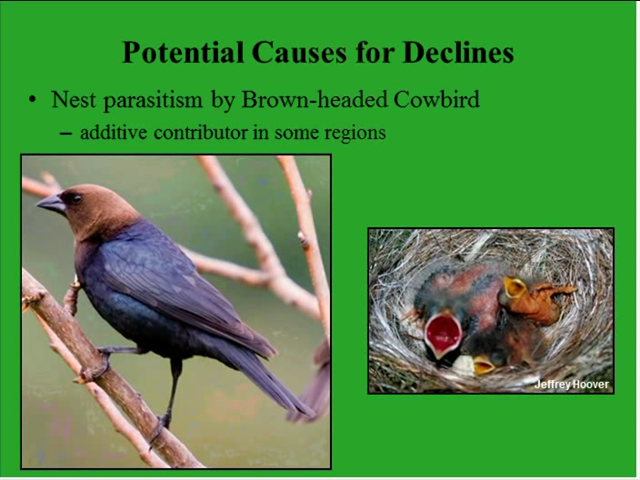 Potential Causes for Declines
• Nest parasitism by Brown-headed Cowbird
– additive contributor in some regions
Jeffrey Hoover